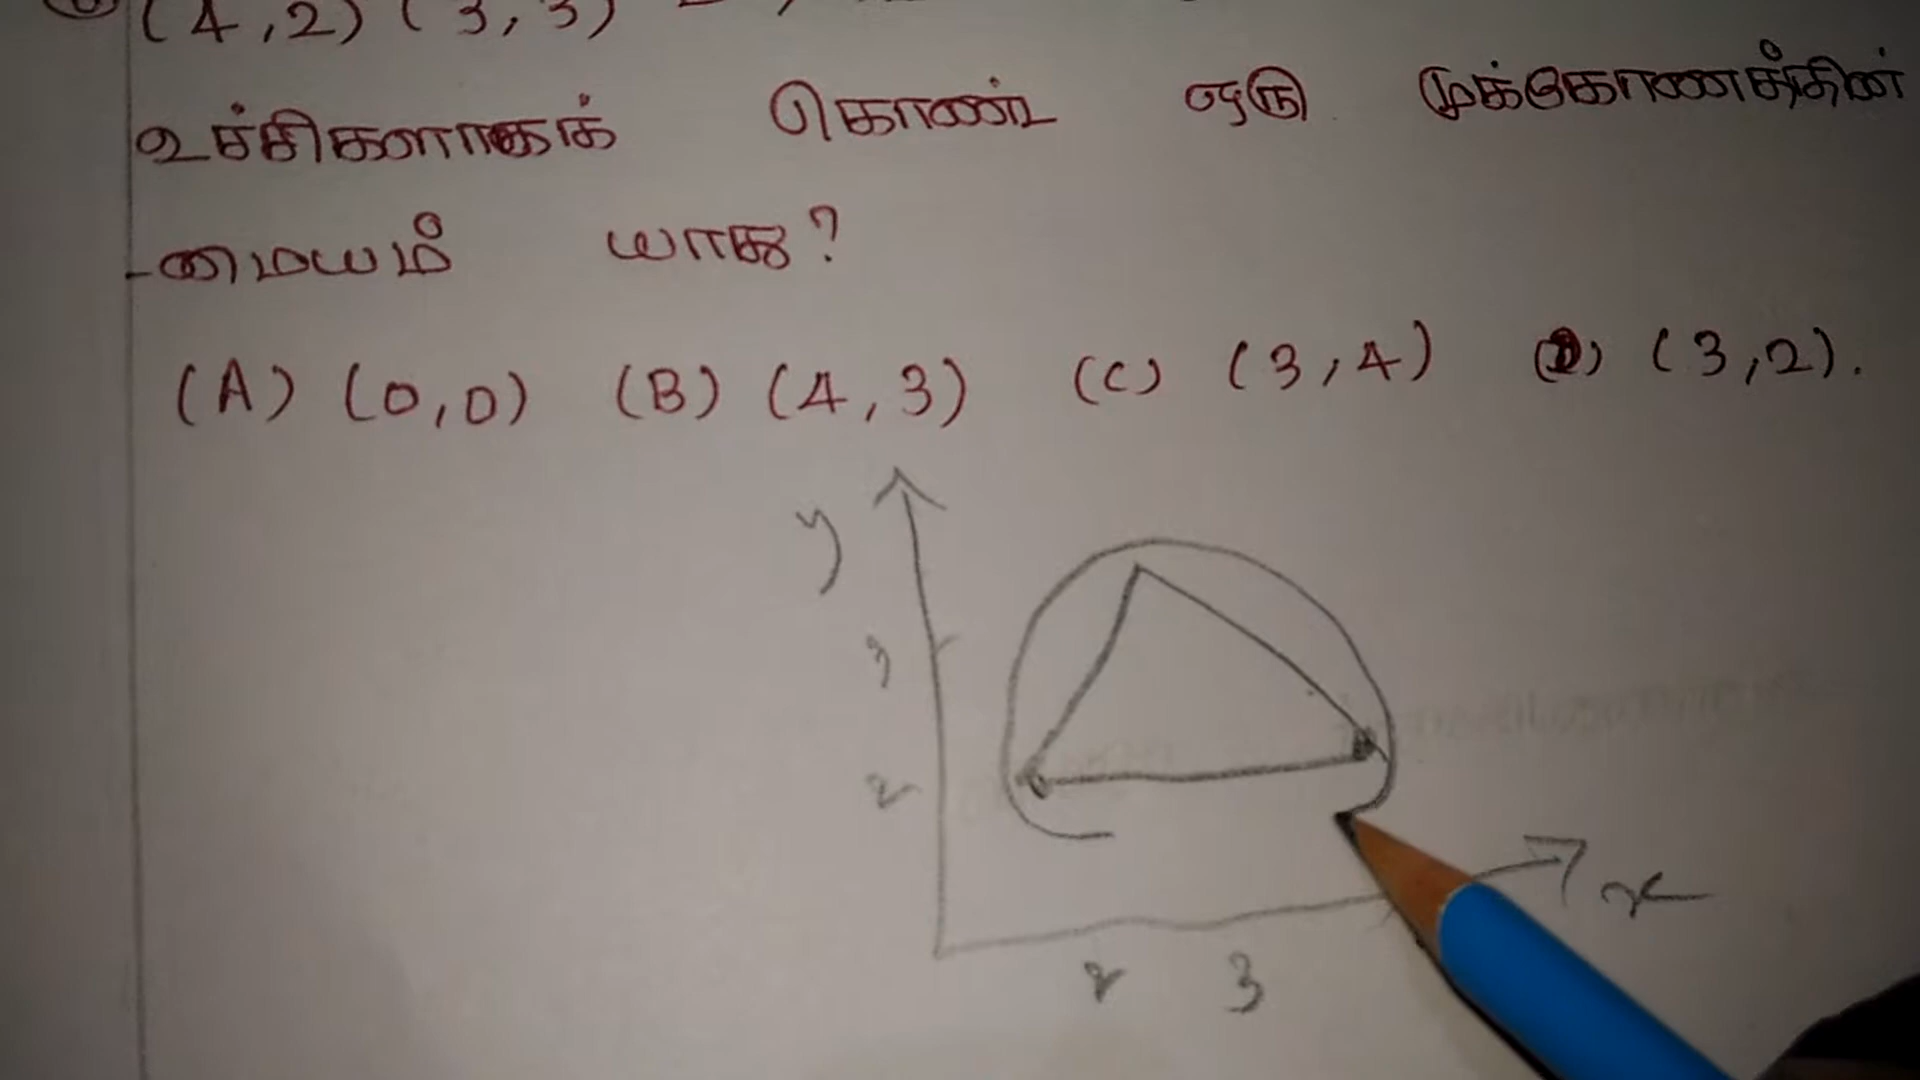 (4,2) (3,3)
உச்சிகளாகக் கொண்ட ஒரு முக்கோணத்தின்
மையம் யாது?
(A) (0,0) (B) (4,3) (C) (3,4) (D) (3,2).
y
3
2
x
2 3